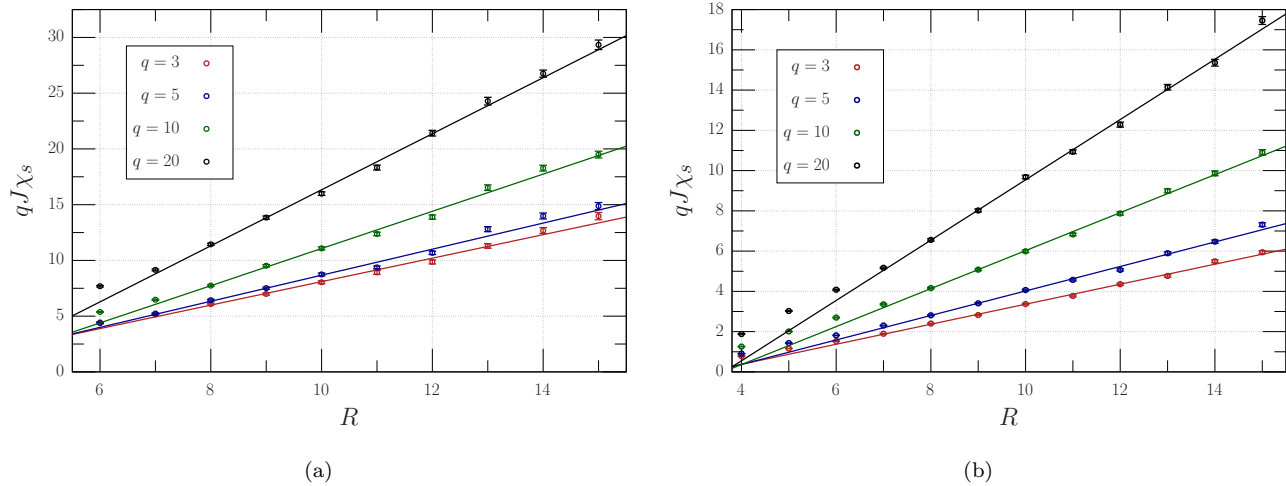 30
25
20
15
10
5
0
qJχₛ
q = 3
q = 5
q = 10
q = 20
6 8 10 12 14
R
(a)
18
16
14
12
10
8
6
4
2
0
qJχₛ
q = 3
q = 5
q = 10
q = 20
4 6 8 10 12 14
R
(b)